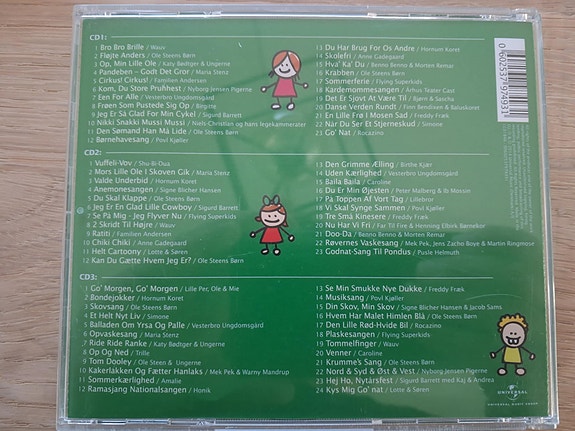 CD1:
1 Bro Bro Brille / Wauv
2 Fløjte Anders / Ole Steens Børn
3 Op, Min Lille Ole / Katy Bødtger & Ungerne
4 Pandeben - Godt Det Gror / Maria Stenz
5 Cirkus! Cirkus! / Familien Andersen
6 Kom, Du Store Pruhhest / Nyborg Jensen Pigerne
7 Een For Alle / Vesterbro Ungdomsgård
8 Frøen Som Pustede Sig Op / Birgitte
9 Jeg Er Så Glad For Min Cykel / Sigurd Barrett
10 Nikki Snakki Mussi Mussi / Niels-Christian og hans legekammerater
11 Den Sømand Han Må Lide / Ole Steens Børn
12 Børnehavesang / Povl Kjøller
13 Du Har Brug For Os Andre / Hornum Koret
14 Skolefri / Anne Gadegaard
15 Hva' Ka' Du / Benno Benno & Morten Remar
16 Krabben / Ole Steens Børn
17 Sommerferie / Flying Superkids
18 Kardemommesangen / Århus Teater Cast
19 Det Er Sjovt At Være Til / Bjørn & Sascha
20 Danse Verden Rundt / Finn Bendixen & Baluskoret
21 En Lille Frø I Mosen Sad / Freddy Fræk
22 Når Du Ser Et Stjerneskud / Simone
23 Go' Nat / Rocazino
CD2:
1 Vuffeli-Vov / Shu-Bi-Dua
2 Mors Lille Ole I Skoven Gik / Maria Stenz
3 Valde Underbid / Hornum Koret
4 Anemonesangen / Signe Blicher Hansen
5 Du Skal Klappe / Ole Steens Børn
6 Jeg Er En Glad Lille Cowboy / Sigurd Barrett
7 Se På Mig - Jeg Flyver Nu / Flying Superkids
8 2 Skridt Til Højre / Wauv
9 Ratiti / Familien Andersen
10 Chiki Chiki / Anne Gadegaard
11 Helt Cartoony / Lotte & Søren
12 Kan Du Gætte Hvem Jeg Er? / Ole Steens Børn
13 Den Grimme Ælling / Birthe Kjær
14 Uden Kærlighed / Vesterbro Ungdomsgård
15 Baila Baila / Caroline
16 Du Er Min Øjesten / Peter Malberg & Ib Mossin
17 På Toppen Af Vort Tag / Lillebror
18 Vi Skal Synge Sammen / Povl Kjøller
19 Tre Små Kinesere / Freddy Fræk
20 Nu Har Vi Fri / Far Til Fire & Henning Elbirk Børnekor
21 Doo-Da / Benno Benno & Morten Remar
22 Røvernes Vaskesang / Mek Pek, Jens Zacho Boye & Martin Ringmose
23 Godnat-Sang Til Pondus / Pusle Helmuth
CD3:
1 Go' Morgen, Go' Morgen / Lille Per, Ole & Mie
2 Bondejokker / Hornum Koret
3 Skovsang / Ole Steens Børn
4 Et Helt Nyt Liv / Simone
5 Balladen Om Yrsa Og Palle / Vesterbro Ungdomsgård
6 Opvaskesang / Maria Stenz
7 Ride Ride Ranke / Katy Bødtger & Ungerne
8 Op Og Ned / Trille
9 Tom Dooley / Ole Steen & Ungerne
10 Kakerlakken Og Fætter Hanlaks / Mek Pek & Warny Mandrup
11 Sommerkærlighed / Amalie
12 Ramasjang Nationalsangen / Honik
13 Se Min Smukke Nye Dukke / Freddy Fræk
14 Musiksang / Povl Kjøller
15 Din Skov, Min Skov / Signe Blicher Hansen & Jacob Sams
16 Hvem Har Malet Himlen Blå / Ole Steens Børn
17 Den Lille Rød-Hvide Bil / Rocazino
18 Plaskesangen / Flying Superkids
19 Tommelfinger / Wauv
20 Venner / Caroline
21 Krumme's Sang / Ole Steens Børn
22 Nord & Syd & Øst & Vest / Nyborg-Jensen Pigerne
23 Hej Ho, Nytårsfest / Sigurd Barrett med Kaj & Andrea
24 Kys Mig Go' nat / Lotte & Søren
UNIVERSAL
UNIVERSAL MUSIC GROUP